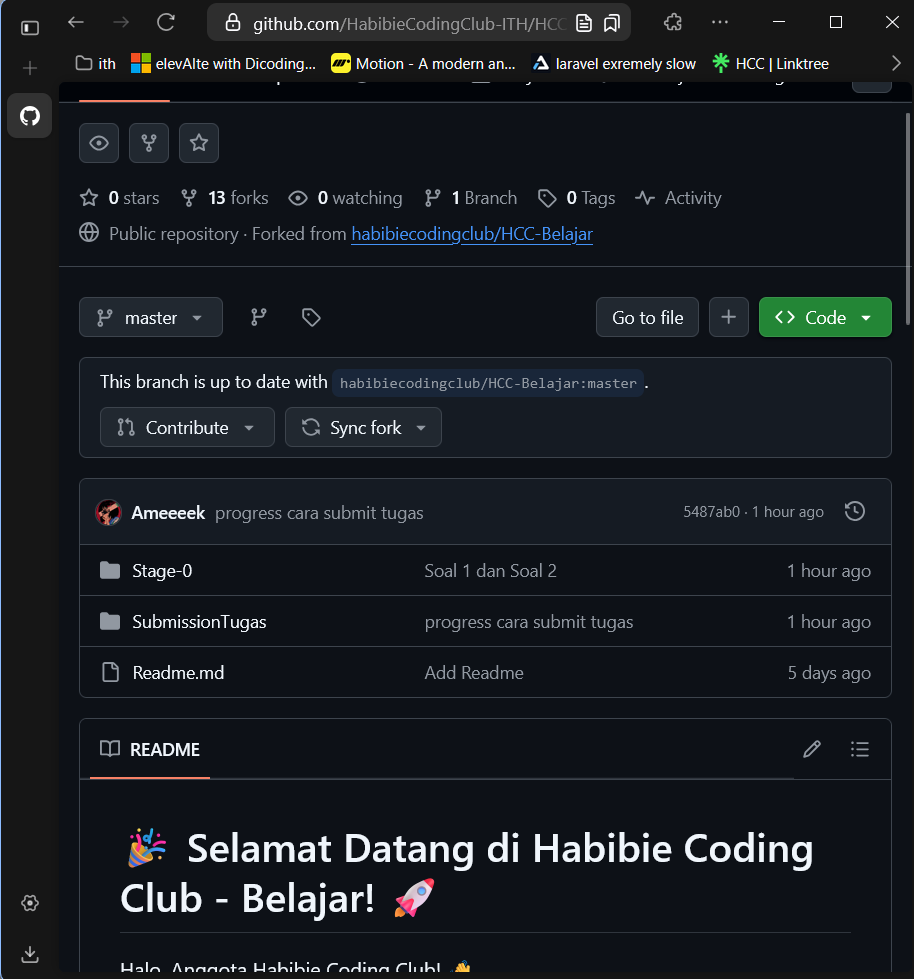 github.com/HabibieCodingClub-ITH/HCC
ith
elevAIte with Dicoding...
Motion - A modern an...
laravel exremely slow
HCC | Linktree
0 stars
13 forks
0 watching
1 Branch
0 Tags
Activity
Public repository · Forked from habibiecodingclub/HCC-Belajar
master
Go to file
Code
This branch is up to date with habibiecodingclub/HCC-Belajar:master .
Contribute
Sync fork
Ameeeek progress cara submit tugas 5487ab0 · 1 hour ago
Stage-0 Soal 1 dan Soal 2 1 hour ago
SubmissionTugas progress cara submit tugas 1 hour ago
Readme.md Add Readme 5 days ago
README
🎉 Selamat Datang di Habibie Coding
Club - Belajar! 🚀
Halo, Anggota Habibie Coding Club! 👋